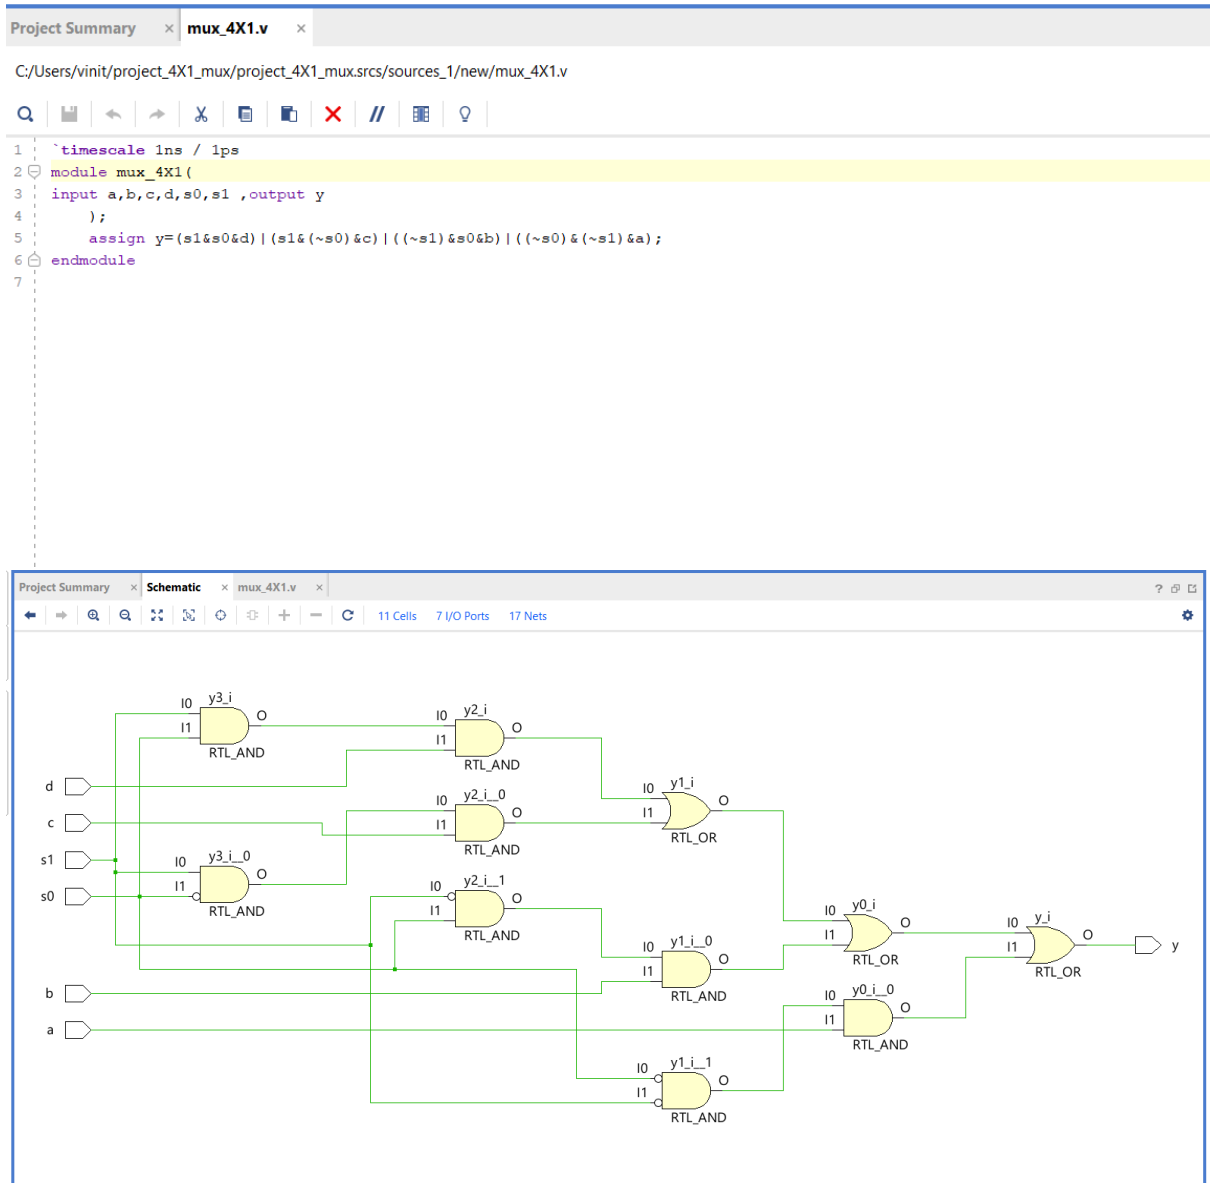 Project Summary × mux_4X1.v ×
C:/Users/vinit/project_4X1_mux/project_4X1_mux.srcs/sources_1/new/mux_4X1.v
1 `timescale 1ns / 1ps
2 module mux_4X1(
3 input a,b,c,d,s0,s1 ,output y
4 );
5 assign y=(s1&s0&d)|(s1&(~s0)&c)|((~s1)&s0&b)|((~s0)&(~s1)&a);
6 endmodule
7
Project Summary × Schematic × mux_4X1.v ×
11 Cells 7 I/O Ports 17 Nets
y3_i
I0
I1
O
RTL_AND
y2_i
I0
I1
O
RTL_AND
d
c
s1
s0
y2_i__0
I0
I1
O
RTL_AND
y1_i
I0
I1
O
RTL_OR
y3_i__0
I0
I1
O
RTL_AND
y2_i__1
I0
I1
O
RTL_AND
y0_i
I0
I1
O
RTL_OR
y_i
I0
I1
O
RTL_OR
y
y1_i__0
I0
I1
O
RTL_AND
b
a
y0_i__0
I0
I1
O
RTL_AND
y1_i__1
I0
I1
O
RTL_AND